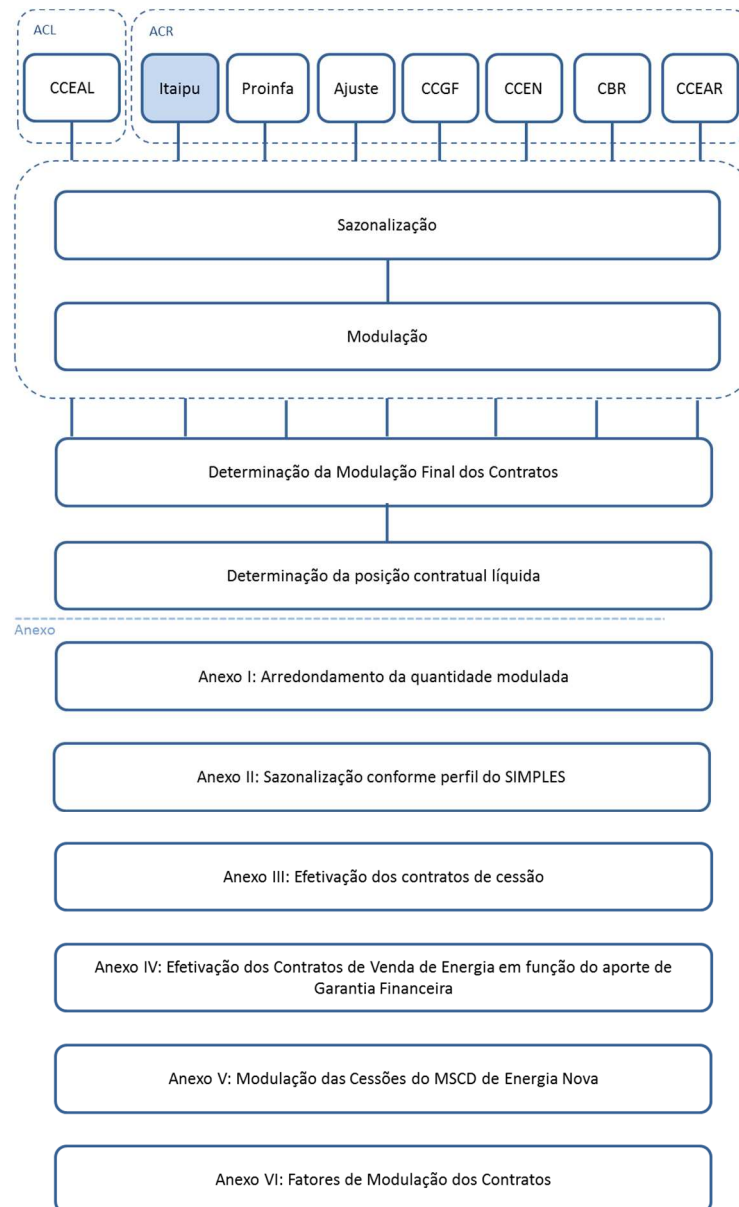 ACL
ACR
CCEAL
Itaipu
Proinfa
Ajuste
CCGF
CCEN
CBR
CCEAR
Sazonalização
Modulação
Determinação da Modulação Final dos Contratos
Determinação da posição contratual líquida
Anexo
Anexo I: Arredondamento da quantidade modulada
Anexo II: Sazonalização conforme perfil do SIMPLES
Anexo III: Efetivação dos contratos de cessão
Anexo IV: Efetivação dos Contratos de Venda de Energia em função do aporte de
Garantia Financeira
Anexo V: Modulação das Cessões do MSCD de Energia Nova
Anexo VI: Fatores de Modulação dos Contratos